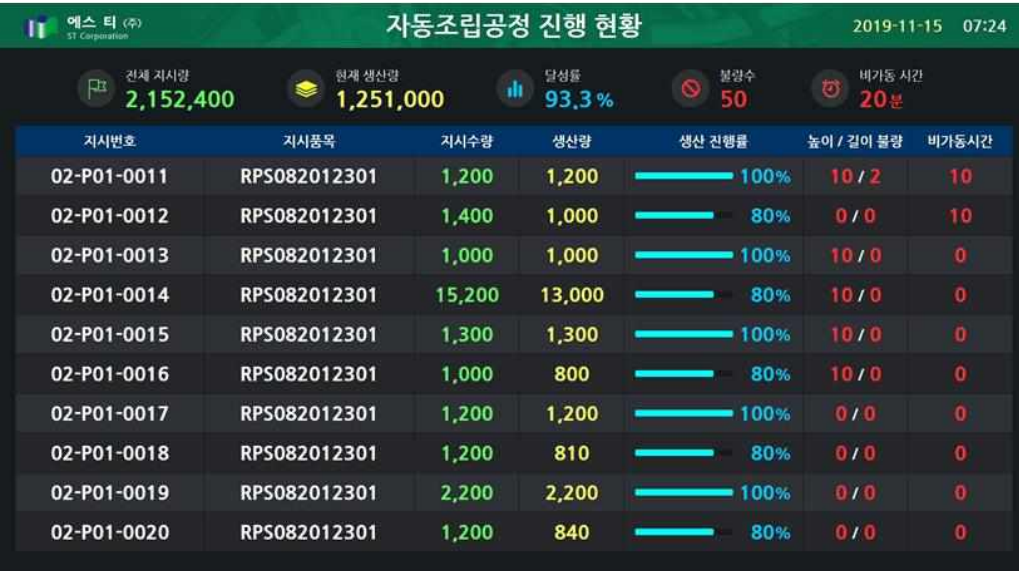 에스 티 (주)
ST Corporation
자동조립공정 진행 현황
2019-11-15 07:24
전체 지시량
2,152,400
현재 생산량
1,251,000
달성률
93.3 %
불량수
50
비가동 시간
20분
지시번호 지시품목 지시수량 생산량 생산 진행률 높이 / 길이 불량 비가동시간
02-P01-0011 RPS082012301 1,200 1,200 100% 10 / 2 10
02-P01-0012 RPS082012301 1,400 1,000 80% 0 / 0 10
02-P01-0013 RPS082012301 1,000 1,000 100% 10 / 0 0
02-P01-0014 RPS082012301 15,200 13,000 80% 10 / 0 0
02-P01-0015 RPS082012301 1,300 1,300 100% 10 / 0 0
02-P01-0016 RPS082012301 1,000 800 80% 10 / 0 0
02-P01-0017 RPS082012301 1,200 1,200 100% 0 / 0 0
02-P01-0018 RPS082012301 1,200 810 80% 0 / 0 0
02-P01-0019 RPS082012301 2,200 2,200 100% 0 / 0 0
02-P01-0020 RPS082012301 1,200 840 80% 0 / 0 0